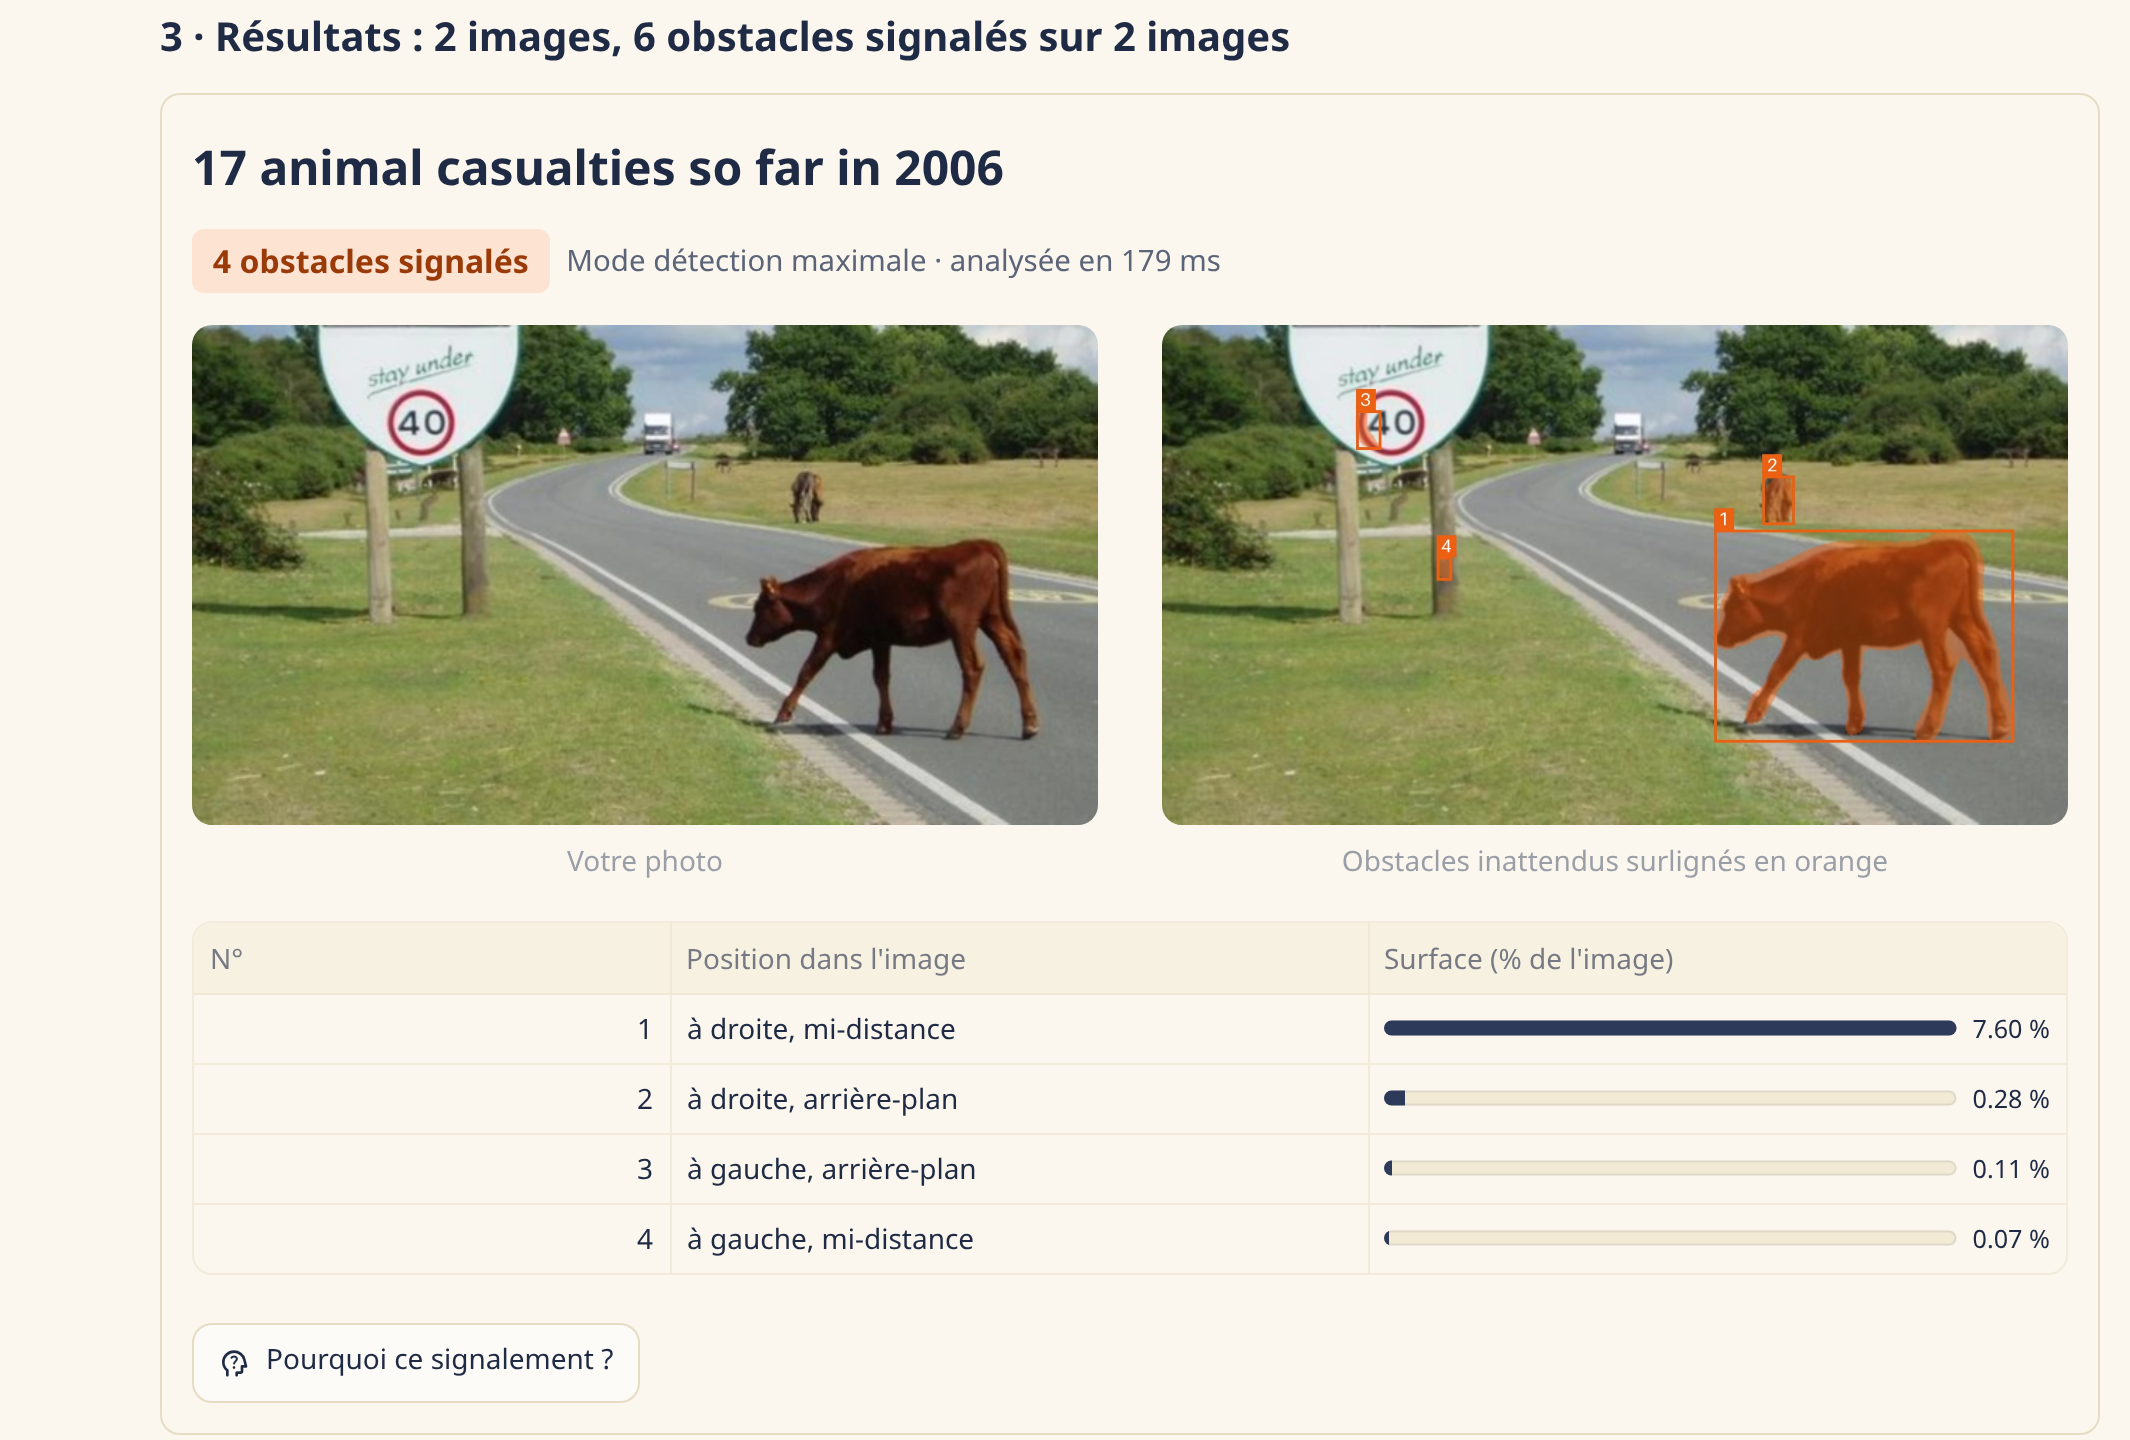 3 · Résultats : 2 images, 6 obstacles signalés sur 2 images
17 animal casualties so far in 2006
4 obstacles signalés
Mode détection maximale · analysée en 179 ms
stay under
40
stay under
3
40
2
1
4
Votre photo
Obstacles inattendus surlignés en orange
N° Position dans l'image Surface (% de l'image)
1 à droite, mi-distance 7.60 %
2 à droite, arrière-plan 0.28 %
3 à gauche, arrière-plan 0.11 %
4 à gauche, mi-distance 0.07 %
Pourquoi ce signalement ?